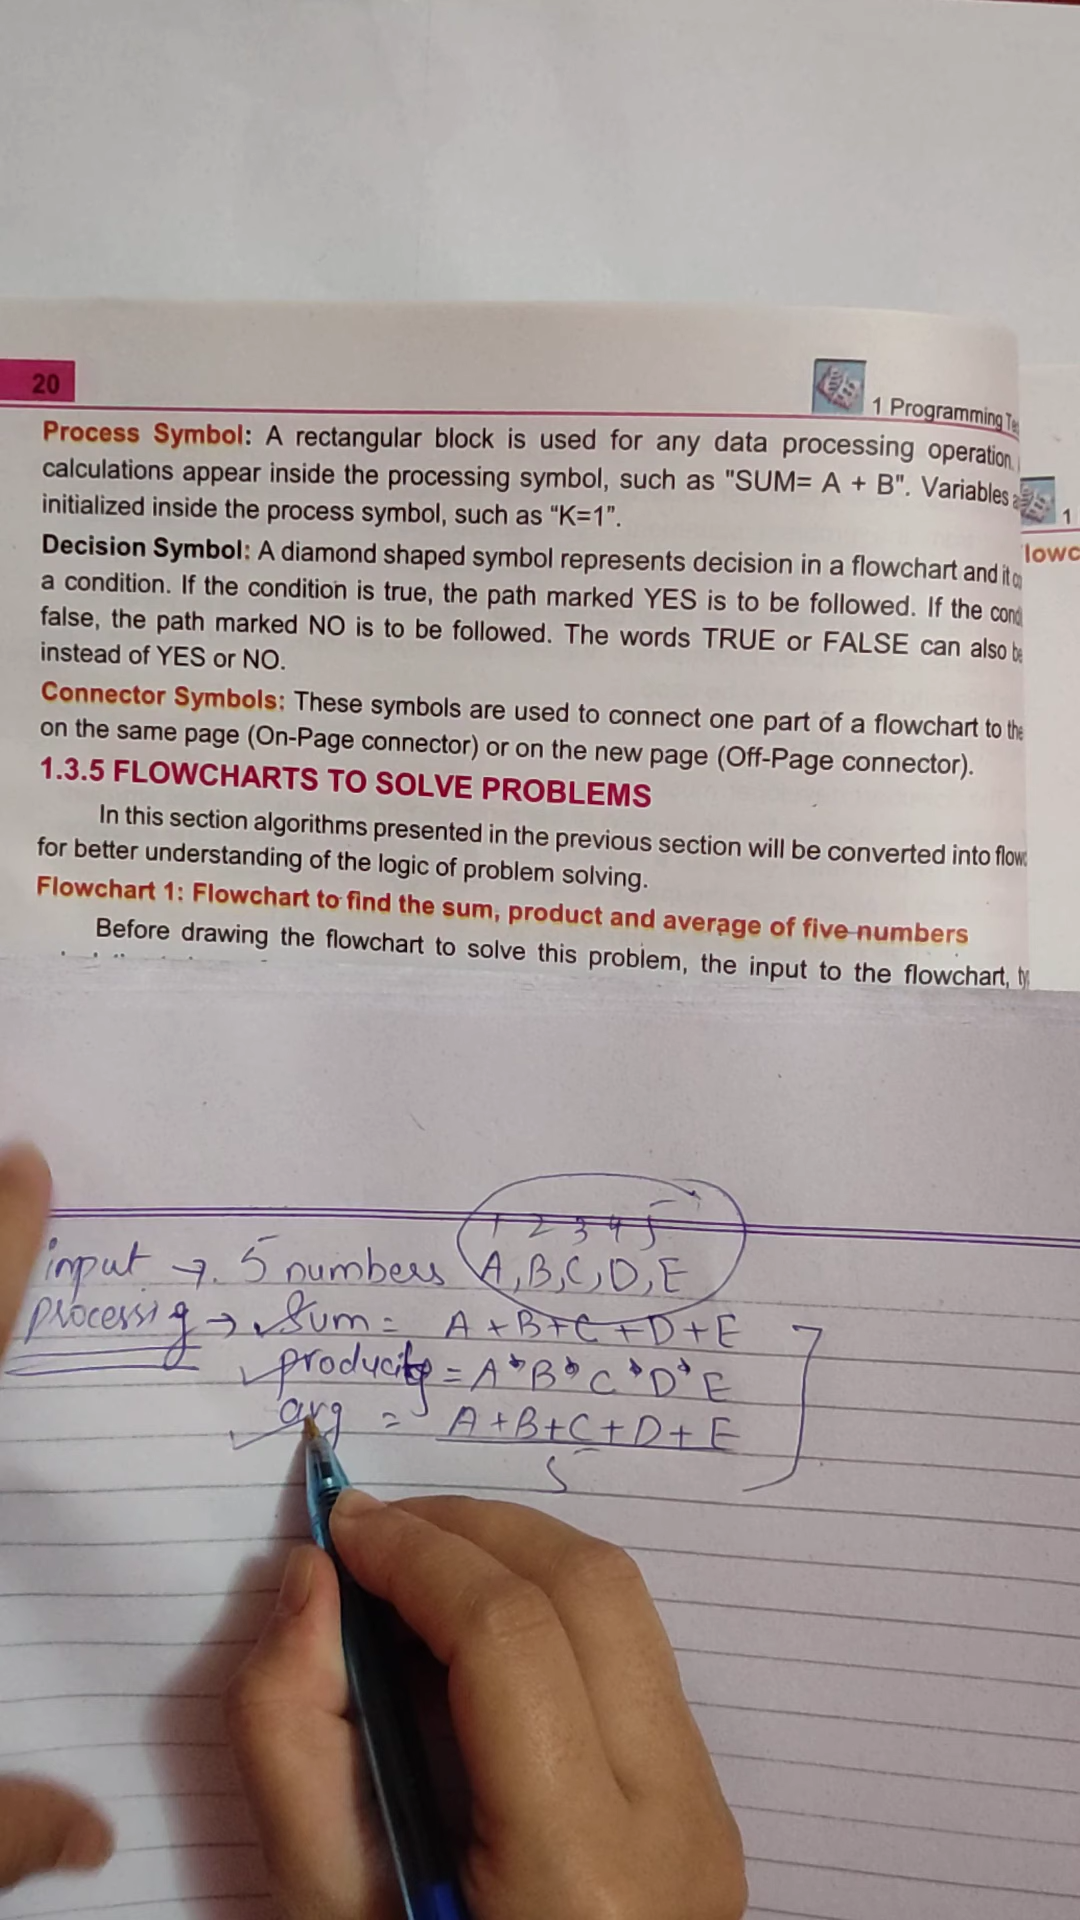 20
1 Programming
Process Symbol: A rectangular block is used for any data processing operation.
calculations appear inside the processing symbol, such as "SUM= A + B". Variables
initialized inside the process symbol, such as “K=1”.
1
Decision Symbol: A diamond shaped symbol represents decision in a flowchart and it
lowc
a condition. If the condition is true, the path marked YES is to be followed. If the
false, the path marked NO is to be followed. The words TRUE or FALSE can also
instead of YES or NO.
Connector Symbols: These symbols are used to connect one part of a flowchart to the
on the same page (On-Page connector) or on the new page (Off-Page connector).
1.3.5 FLOWCHARTS TO SOLVE PROBLEMS
In this section algorithms presented in the previous section will be converted into
for better understanding of the logic of problem solving.
Flowchart 1: Flowchart to find the sum, product and average of five numbers
Before drawing the flowchart to solve this problem, the input to the flowchart,
1 2 3 4 5
input → 5 numbers A, B, C, D, E
processig → Sum = A + B + C + D + E
= A * B * C * D * E
avg = A + B + C + D + E
5